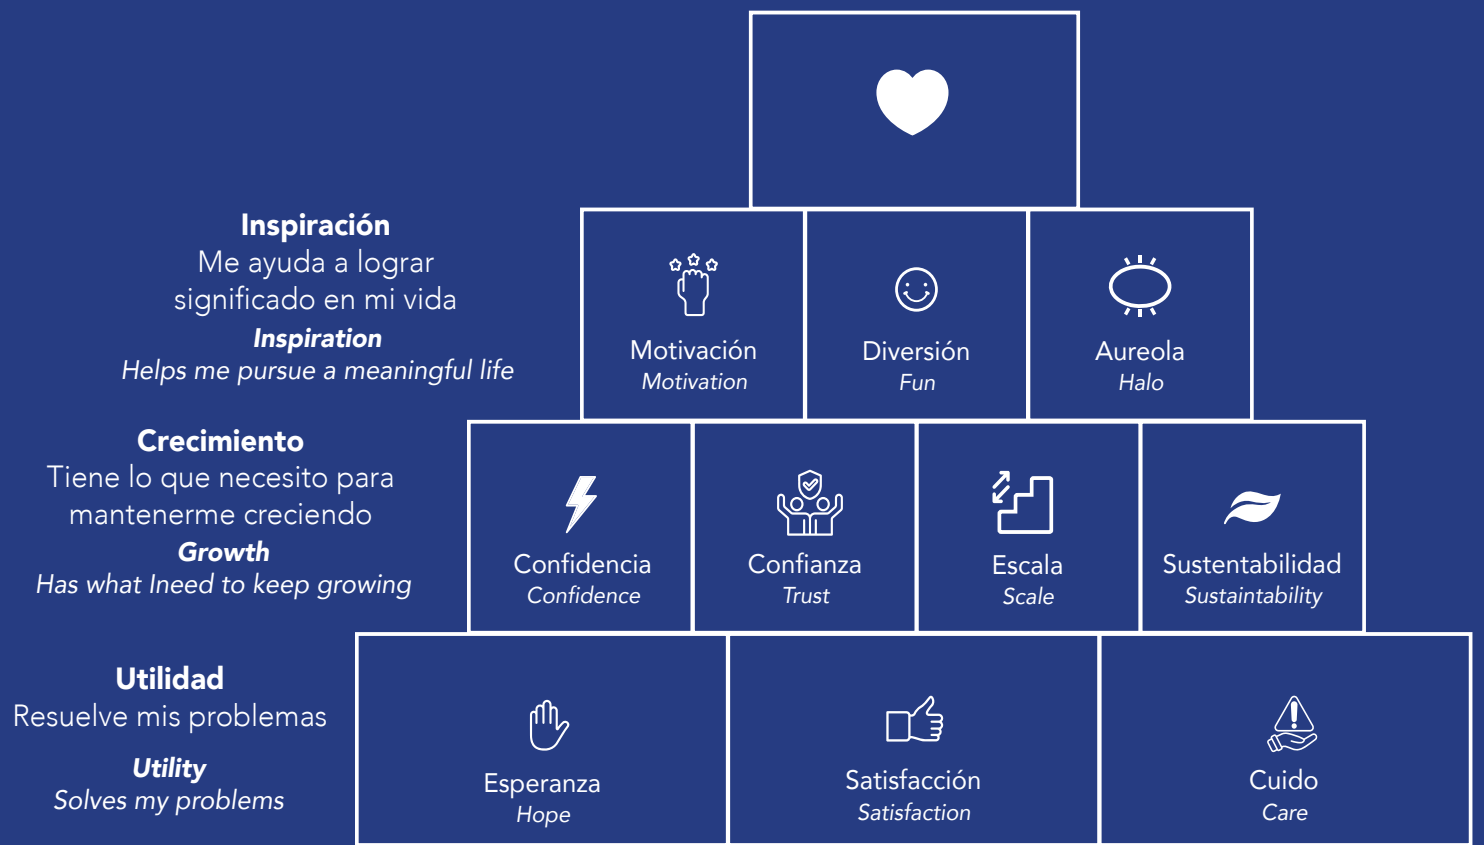 Inspiración
Me ayuda a lograr
significado en mi vida
Inspiration
Helps me pursue a meaningful life
Motivación
Motivation
Diversión
Fun
Aureola
Halo
Crecimiento
Tiene lo que necesito para
mantenerme creciendo
Growth
Has what Ineed to keep growing
Confidencia
Confidence
Confianza
Trust
Escala
Scale
Sustentabilidad
Sustaintability
Utilidad
Resuelve mis problemas
Utility
Solves my problems
Esperanza
Hope
Satisfacción
Satisfaction
Cuido
Care